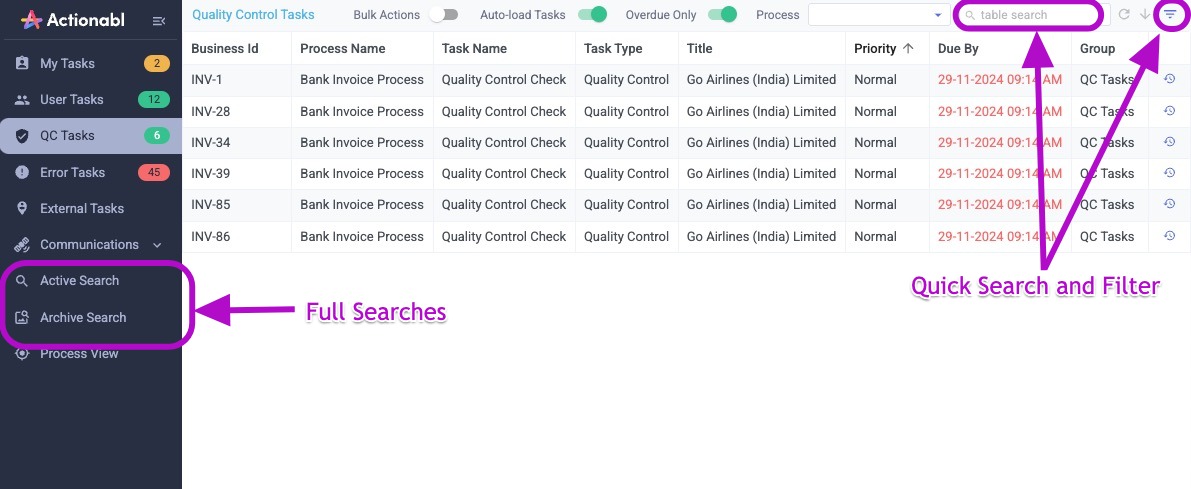 Actionabl
Quality Control Tasks Bulk Actions Auto-load Tasks Overdue Only Process table search
Business Id Process Name Task Name Task Type Title Priority Due By Group
My Tasks 2
INV-1 Bank Invoice Process Quality Control Check Quality Control Go Airlines (India) Limited Normal 29-11-2024 09:14 AM QC Tasks
User Tasks 12
INV-28 Bank Invoice Process Quality Control Check Quality Control Go Airlines (India) Limited Normal 29-11-2024 09:14 AM QC Tasks
QC Tasks 6
INV-34 Bank Invoice Process Quality Control Check Quality Control Go Airlines (India) Limited Normal 29-11-2024 09:14 AM QC Tasks
Error Tasks 45
INV-39 Bank Invoice Process Quality Control Check Quality Control Go Airlines (India) Limited Normal 29-11-2024 09:14 AM QC Tasks
External Tasks
INV-85 Bank Invoice Process Quality Control Check Quality Control Go Airlines (India) Limited Normal 29-11-2024 09:14 AM QC Tasks
Communications
INV-86 Bank Invoice Process Quality Control Check Quality Control Go Airlines (India) Limited Normal 29-11-2024 09:14 AM QC Tasks
Active Search
Quick Search and Filter
Archive Search
Full Searches
Process View